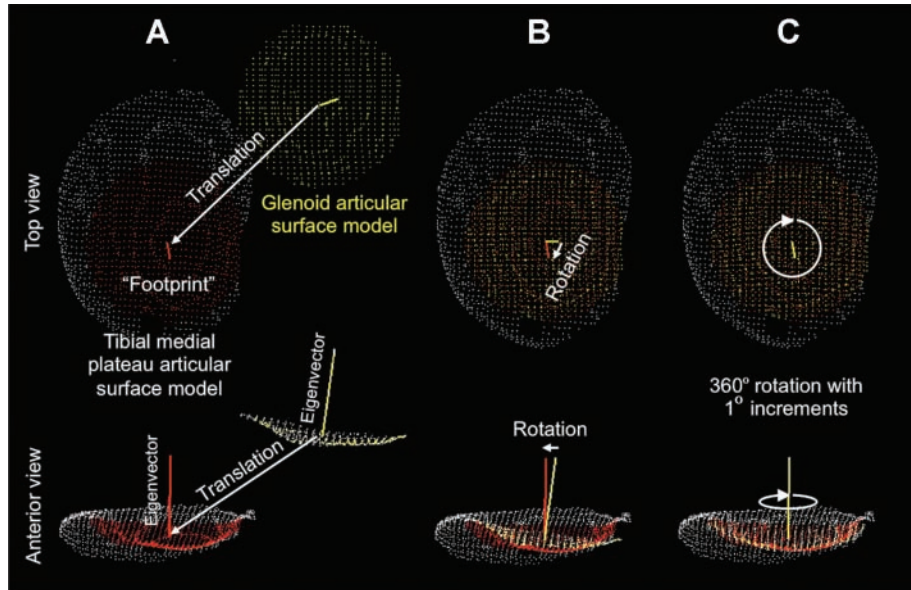 A
B
C
Top view
Translation
Glenoid articular
surface model
"Footprint"
Tibial medial
plateau articular
surface model
Rotation
360° rotation with
1° increments
Anterior view
Eigenvector
Eigenvector
Translation
Rotation